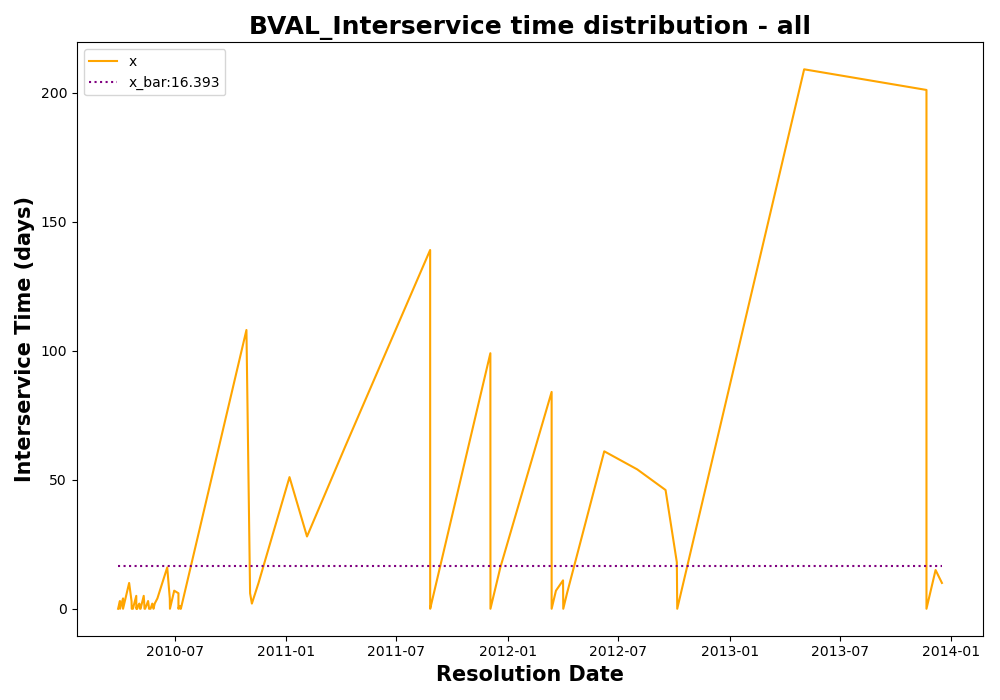 BVAL_Interservice time distribution - all
x
x_bar:16.393
Interservice Time (days)
200
150
100
50
0
2010-07
2011-01
2011-07
2012-01
2012-07
2013-01
2013-07
2014-01
Resolution Date